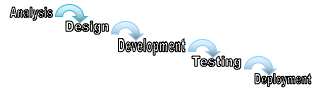 Analysis
Design
Development
Testing
Deployment